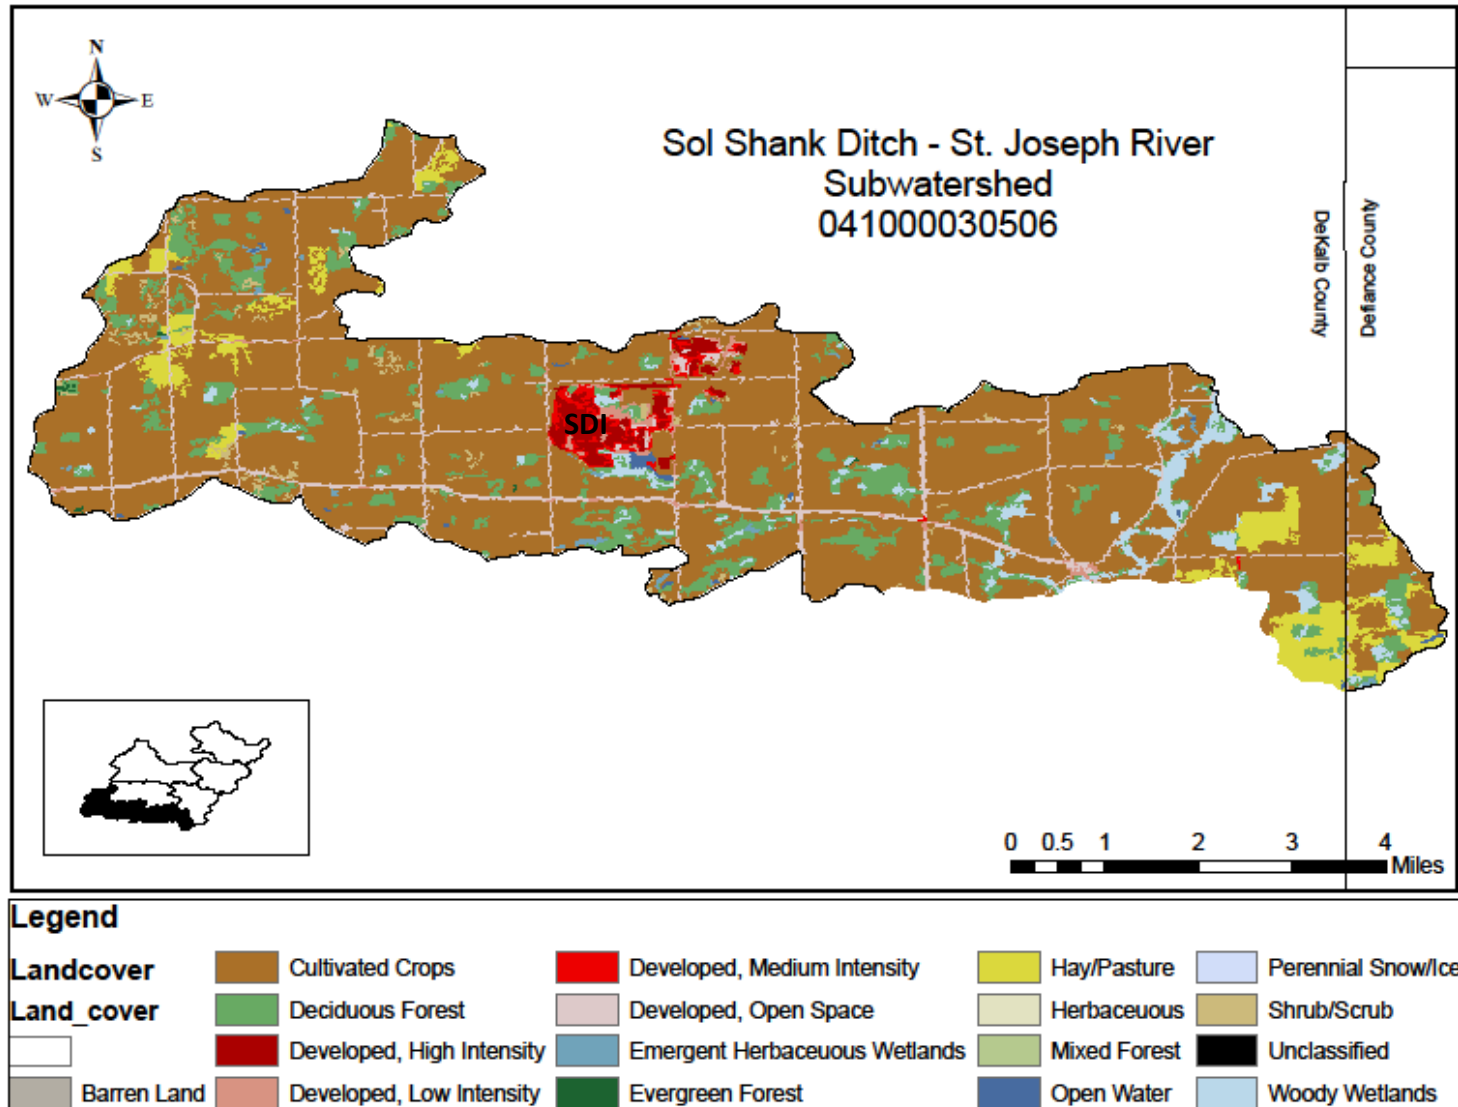 N
W E
S
Sol Shank Ditch - St. Joseph River
Subwatershed
041000030506
DeKalb County
Defiance County
SDI
0 0.5 1 2 3 4
Miles
Legend
Landcover
Land_cover
Barren Land
Cultivated Crops
Deciduous Forest
Developed, High Intensity
Developed, Low Intensity
Developed, Medium Intensity
Developed, Open Space
Emergent Herbaceuous Wetlands
Evergreen Forest
Hay/Pasture
Herbaceuous
Mixed Forest
Open Water
Perennial Snow/Ice
Shrub/Scrub
Unclassified
Woody Wetlands